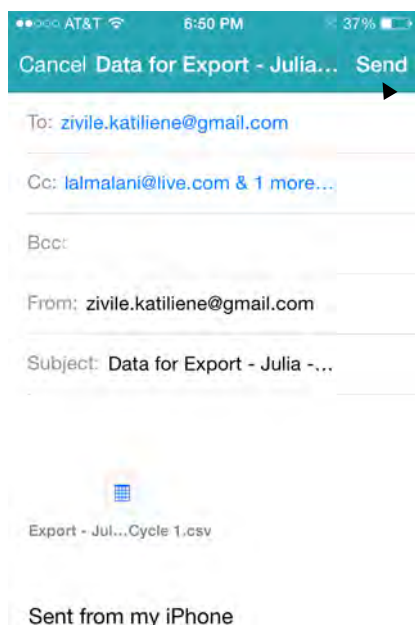 AT&T 6:50 PM 37%
Cancel Data for Export - Julia... Send
To: zivile.katiliene@gmail.com
Cc: lalmalani@live.com & 1 more...
Bcc:
From: zivile.katiliene@gmail.com
Subject: Data for Export - Julia -...
Export - Jul...Cycle 1.csv
Sent from my iPhone